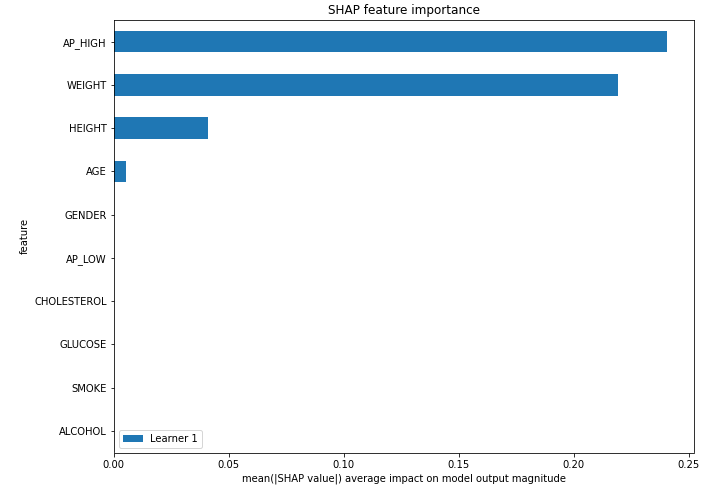 SHAP feature importance
AP_HIGH
WEIGHT
HEIGHT
AGE
GENDER
AP_LOW
CHOLESTEROL
GLUCOSE
SMOKE
ALCOHOL
feature
Learner 1
0.00 0.05 0.10 0.15 0.20 0.25
mean(|SHAP value|) average impact on model output magnitude